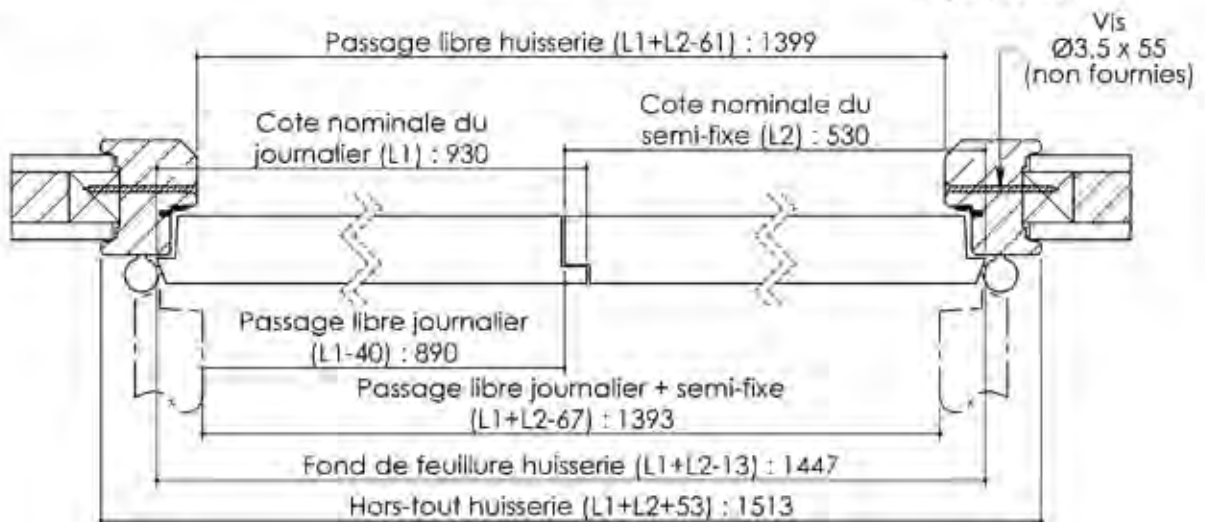 Vis
Ø3.5 x 55
(non fournies)
Passage libre huisserie (L1+L2-61) : 1399
Cote nominale du
journalier (L1) : 930
Cote nominale du
semi-fixe (L2) : 530
Passage libre journalier
(L1-40) : 890
Passage libre journalier + semi-fixe
(L1+L2-67) : 1393
Fond de feuillure huisserie (L1+L2-13) : 1447
Hors-tout huisserie (L1+L2+53) : 1513